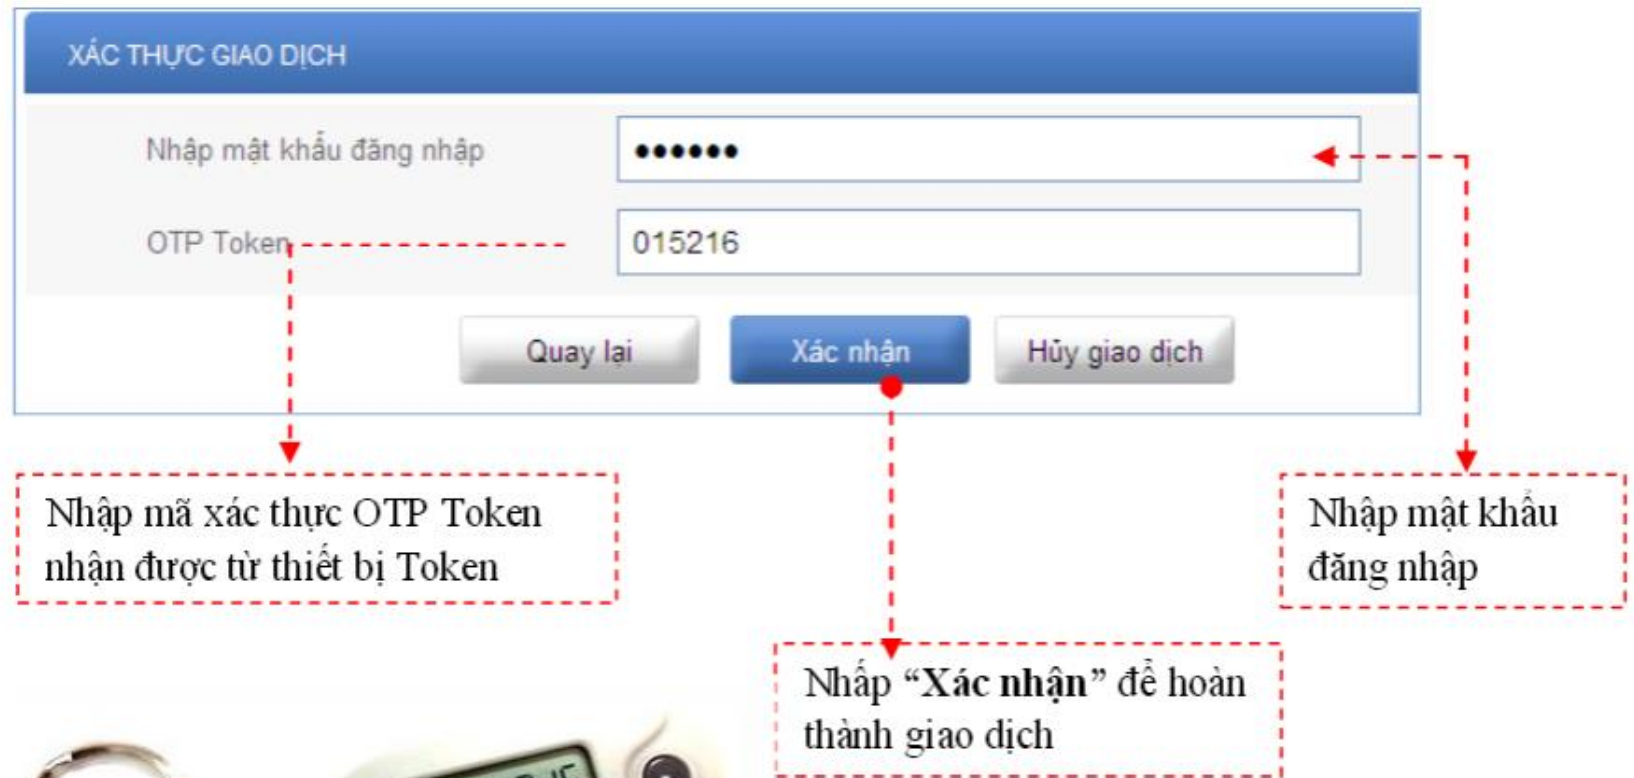 XÁC THỰC GIAO DỊCH
Nhập mật khẩu đăng nhập
••••••
OTP Token
015216
Quay lại
Xác nhận
Hủy giao dịch
Nhập mã xác thực OTP Token
nhận được từ thiết bị Token
Nhập mật khẩu
đăng nhập
Nhấp “Xác nhận” để hoàn
thành giao dịch